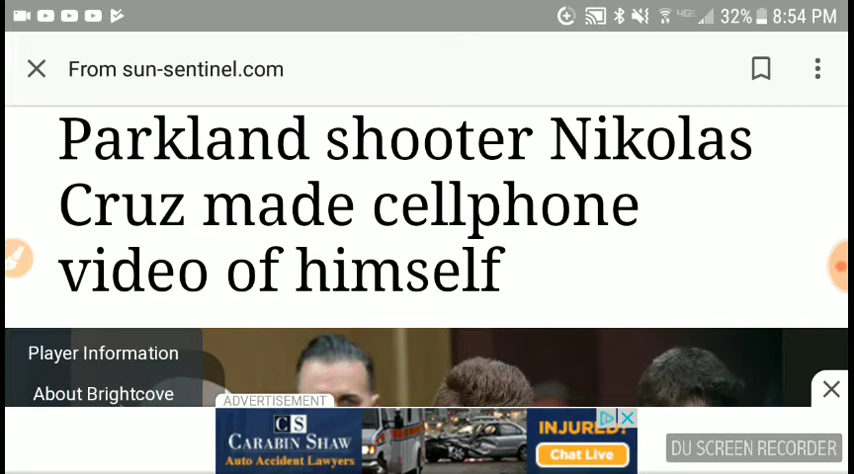 4GE 32% 8:54 PM
From sun-sentinel.com
Parkland shooter Nikolas
Cruz made cellphone
video of himself
Player Information
About Brightcove
ADVERTISEMENT
CS
CARABIN SHAW
Auto Accident Lawyers
INJURED?
Chat Live
DU SCREEN RECORDER